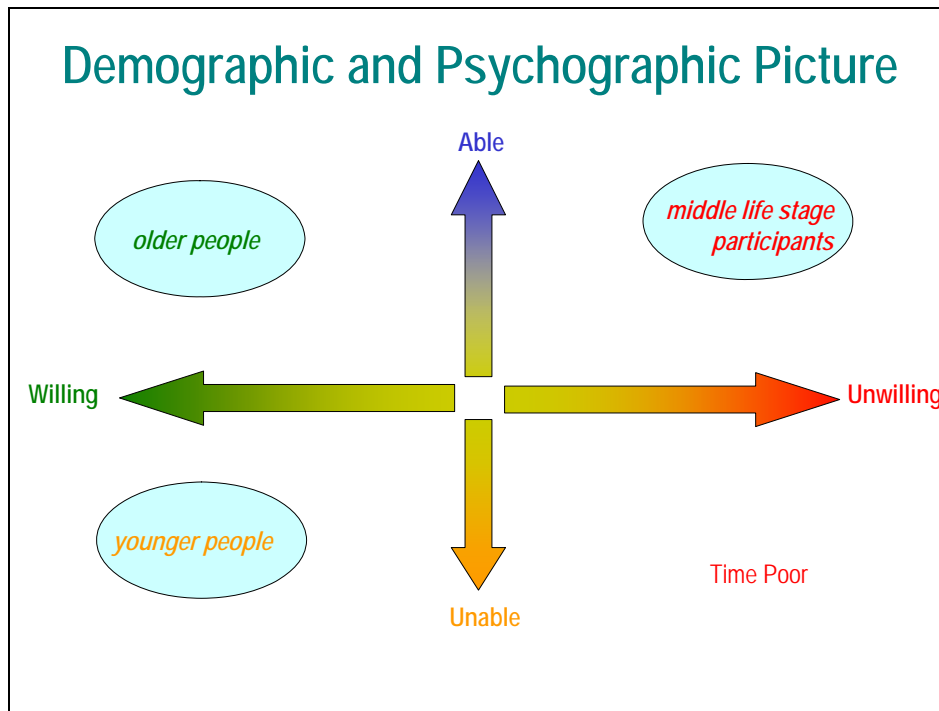 Demographic and Psychographic Picture
Able
older people
middle life stage
participants
Willing
Unwilling
younger people
Time Poor
Unable